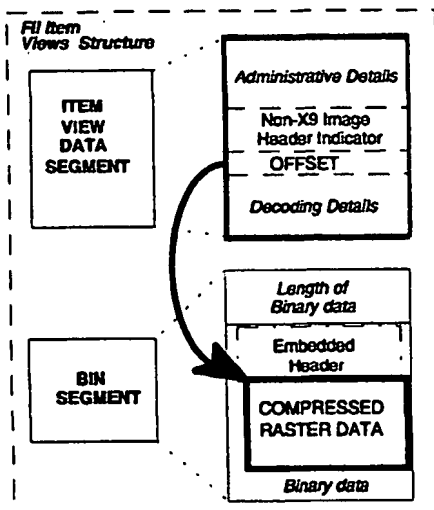 FII Item
Views Structure
ITEM
VIEW
DATA
SEGMENT
Administrative Details
Non-X9 Image
Header Indicator
OFFSET
Decoding Details
BIN
SEGMENT
Length of
Binary data
Embedded
Header
COMPRESSED
RASTER DATA
Binary data